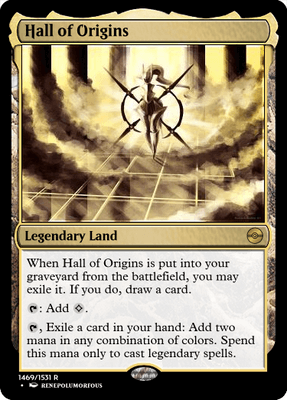 Hall of Origins
Legendary Land
When Hall of Origins is put into your
graveyard from the battlefield, you may
exile it. If you do, draw a card.
: Add .
, Exile a card in your hand: Add two
mana in any combination of colors. Spend
this mana only to cast legendary spells.
1469/1531 R
• RENEPOLUMORFOUS